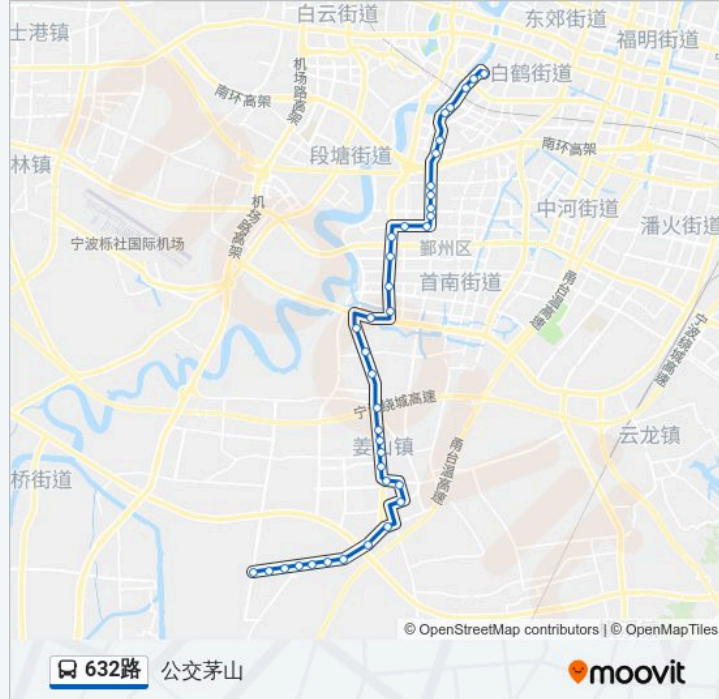 白云街道
东郊街道
士港镇
福明街道
机场路高架
白鹤街道
南环高架
南环高架
段塘街道
林镇
机场路高架
中河街道
潘火街道
宁波栎社国际机场
鄞州区
首南街道
甬台温高速
宁波绕城高速
宁波绕城高速
姜山镇
云龙镇
甬台温高速
桥街道
© OpenStreetMap contributors | © OpenMapTiles
632路 公交茅山
moovit